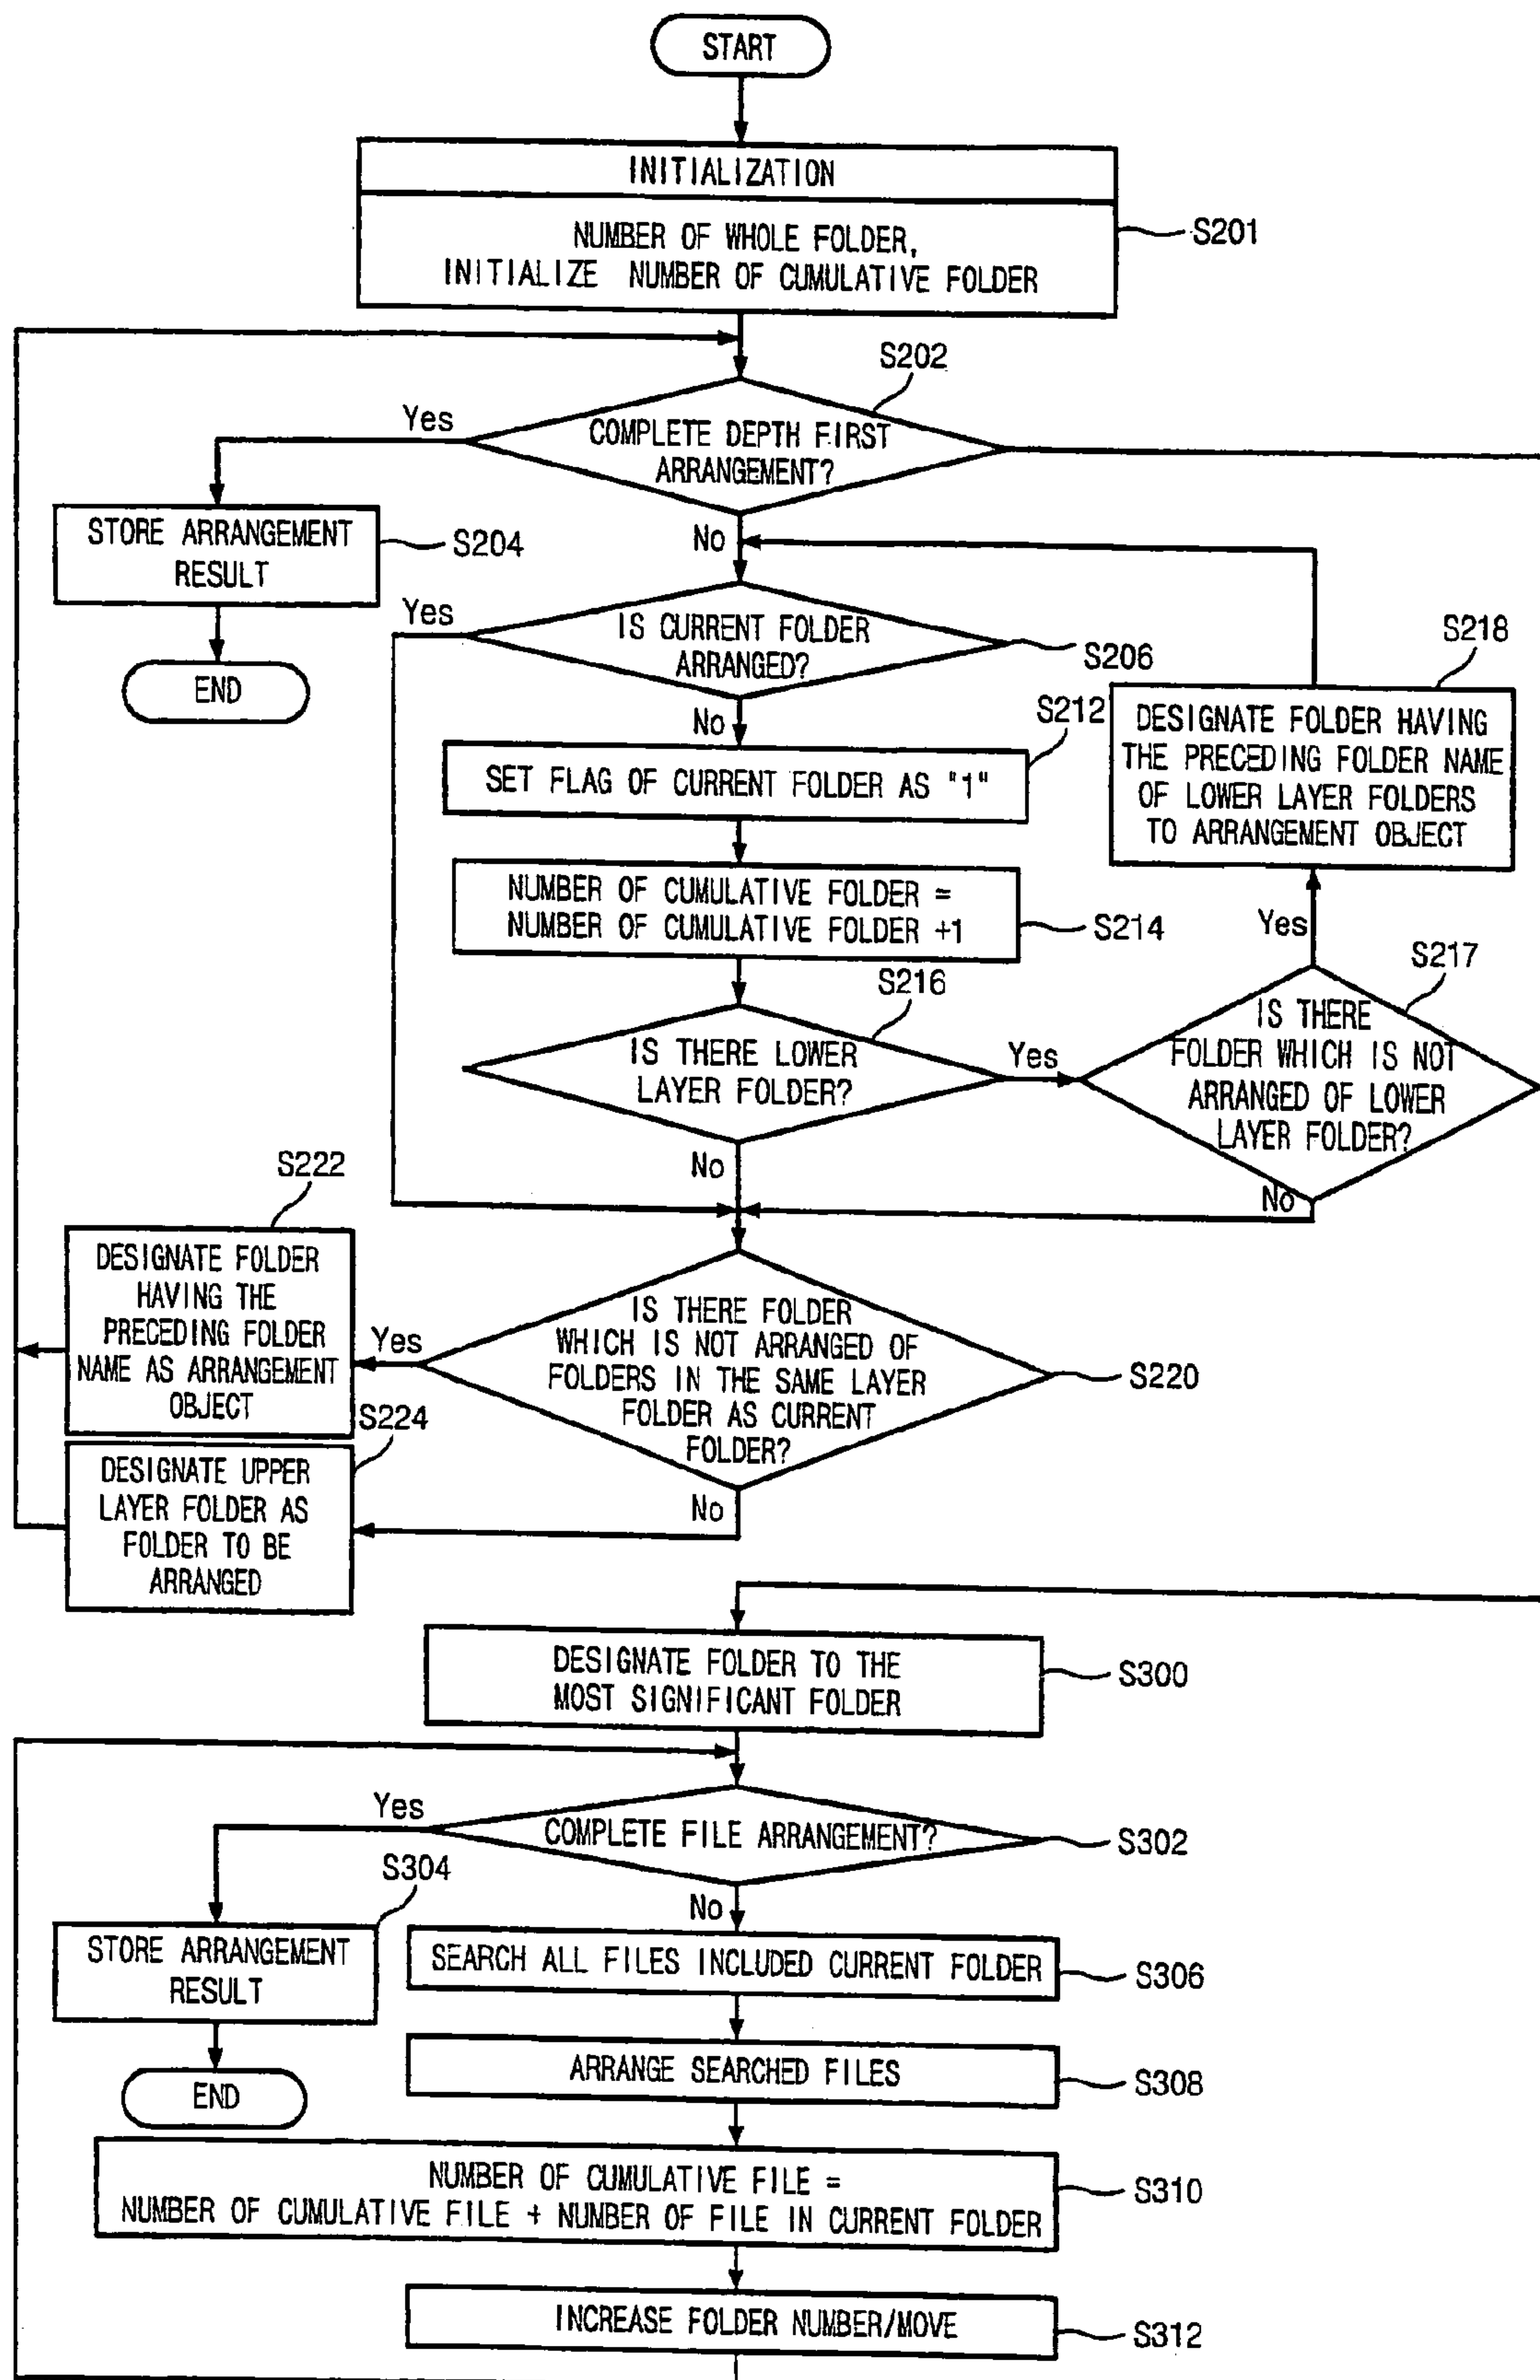 START
INITIALIZATION
NUMBER OF WHOLE FOLDER,
INITIALIZE NUMBER OF CUMULATIVE FOLDER
S201
S202
Yes
COMPLETE DEPTH FIRST
ARRANGEMENT?
STORE ARRANGEMENT
RESULT
S204
No
END
Yes
IS CURRENT FOLDER
ARRANGED?
S206
S218
No
S212
DESIGNATE FOLDER HAVING
THE PRECEDING FOLDER NAME
OF LOWER LAYER FOLDERS
TO ARRANGEMENT OBJECT
SET FLAG OF CURRENT FOLDER AS "1"
NUMBER OF CUMULATIVE FOLDER =
NUMBER OF CUMULATIVE FOLDER +1
S214
Yes
S216
S217
IS THERE LOWER
LAYER FOLDER?
Yes
IS THERE
FOLDER WHICH IS NOT
ARRANGED OF LOWER
LAYER FOLDER?
No
No
S222
DESIGNATE FOLDER
HAVING THE
PRECEDING FOLDER
NAME AS ARRANGEMENT
OBJECT
Yes
IS THERE FOLDER
WHICH IS NOT ARRANGED OF
FOLDERS IN THE SAME LAYER
FOLDER AS CURRENT
FOLDER?
S220
S224
DESIGNATE UPPER
LAYER FOLDER AS
FOLDER TO BE
ARRANGED
No
DESIGNATE FOLDER TO THE
MOST SIGNIFICANT FOLDER
S300
Yes
COMPLETE FILE ARRANGEMENT?
S302
S304
No
STORE ARRANGEMENT
RESULT
SEARCH ALL FILES INCLUDED CURRENT FOLDER
S306
END
ARRANGE SEARCHED FILES
S308
NUMBER OF CUMULATIVE FILE =
NUMBER OF CUMULATIVE FILE + NUMBER OF FILE IN CURRENT FOLDER
S310
INCREASE FOLDER NUMBER/MOVE
S312